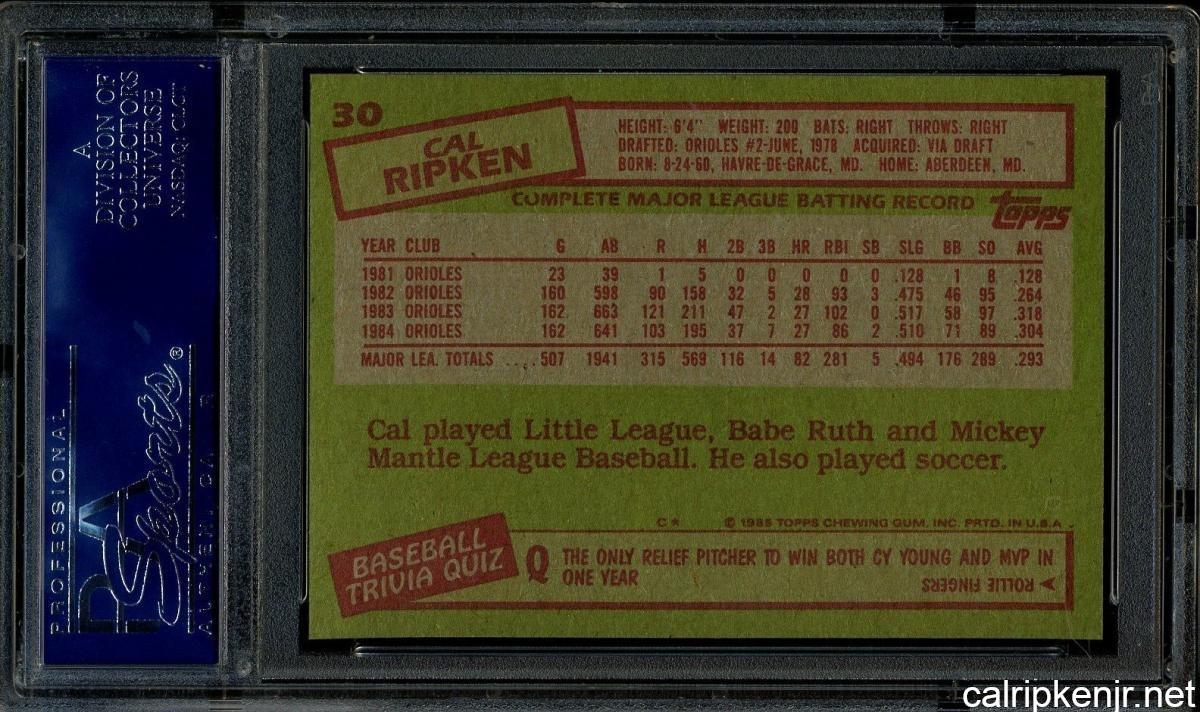 A
DIVISION OF
COLLECTORS
UNIVERSE
NASDAQ: CLCT
PROFESSIONAL
PSA
Sports®
30
CAL
RIPKEN
HEIGHT: 6'4" WEIGHT: 200 BATS: RIGHT THROWS: RIGHT
DRAFTED: ORIOLES #2-JUNE, 1978 ACQUIRED: VIA DRAFT
BORN: 8-24-60, HAVRE-DE-GRACE, MD. HOME: ABERDEEN, MD.
COMPLETE MAJOR LEAGUE BATTING RECORD topps
YEAR CLUB G AB R H 2B 3B HR RBI SB SLG BB SO AVG
1981 ORIOLES 23 39 1 5 0 0 0 0 0 .128 1 8 .128
1982 ORIOLES 160 598 90 158 32 5 28 93 3 .475 46 95 .264
1983 ORIOLES 162 663 121 211 47 2 27 102 0 .517 58 97 .318
1984 ORIOLES 162 641 103 195 37 7 27 86 2 .510 71 89 .304
MAJOR LEA. TOTALS .....507 1941 315 569 116 14 82 281 5 .494 176 289 .293
Cal played Little League, Babe Ruth and Mickey
Mantle League Baseball. He also played soccer.
C* © 1985 TOPPS CHEWING GUM, INC. PRTD. IN U.S.A.
BASEBALL
TRIVIA QUIZ
Q THE ONLY RELIEF PITCHER TO WIN BOTH CY YOUNG AND MVP IN
ONE YEAR
ROLLIE FINGERS
calripkenjr.net